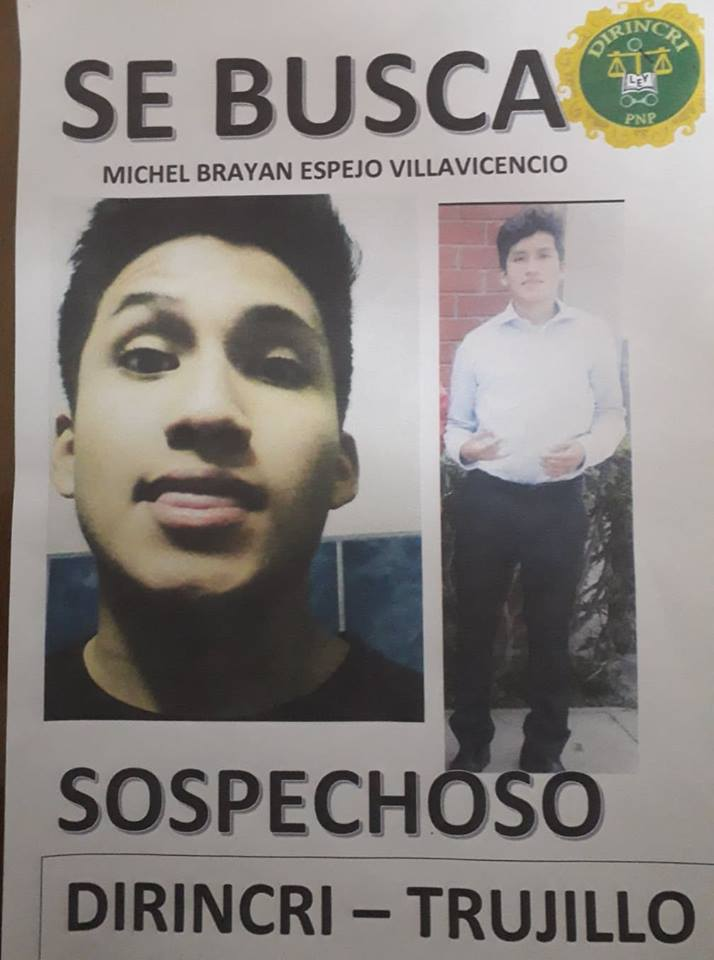 SE BUSCA
DIRINCRI
LEY
PNP
MICHEL BRAYAN ESPEJO VILLAVICENCIO
SOSPECHOSO
DIRINCRI – TRUJILLO